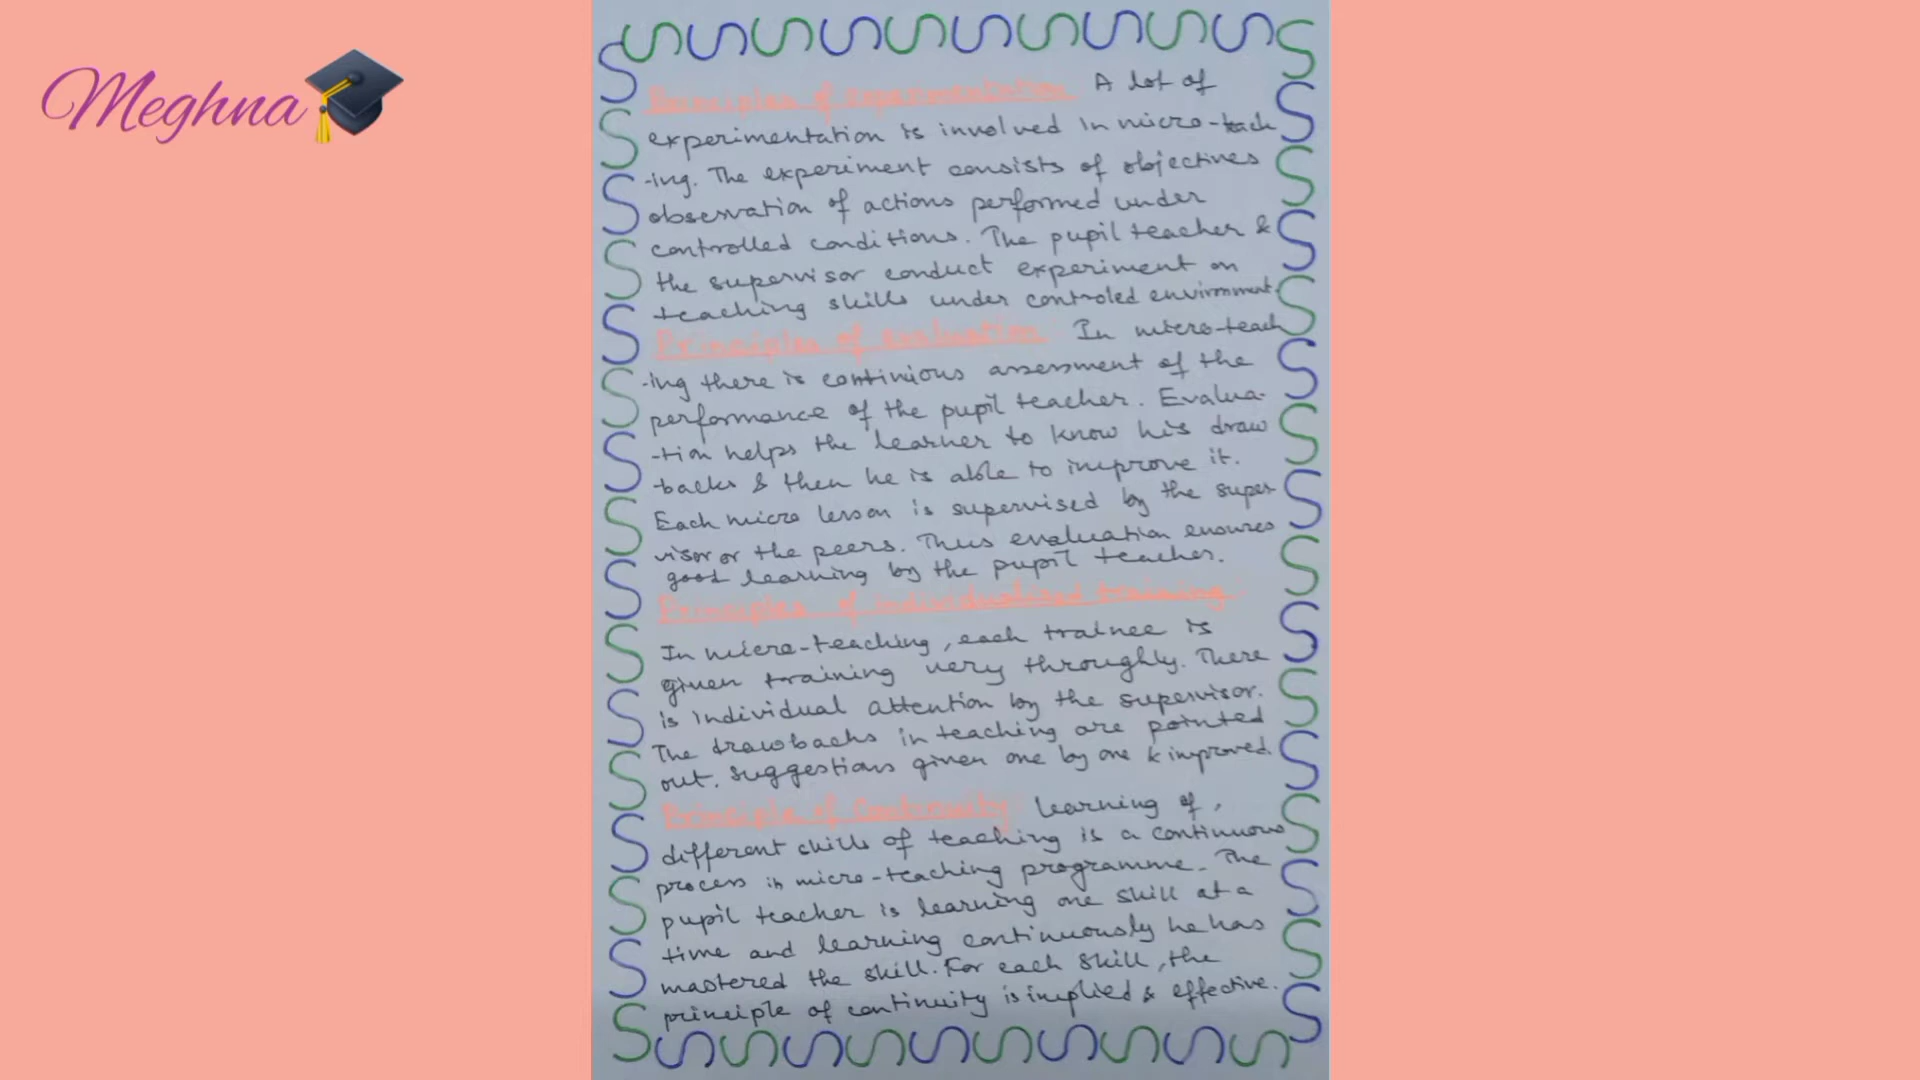 Meghna
Principles of experimentation: A lot of
experimentation is involved in micro-teach
-ing. The experiment consists of objectives
observation of actions performed under
controlled conditions. The pupil teacher &
the supervisor conduct experiment on
teaching skills under controled environment.
Principles of evaluation: In micro-teach
-ing there is continious assessment of the
performance of the pupil teacher. Evalua-
-tion helps the learner to know his draw
-backs & then he is able to improve it.
Each micro lesson is supervised by the super
visor or the peers. Thus evaluation ensures
good learning by the pupil teacher.
Principles of individualized training:
In micro-teaching, each trainee is
given training very throughly. There
is individual attention by the supervisor.
The drawbacks in teaching are pointed
out. Suggestions given one by one & improved.
Principle of Continuity: Learning of
different skills of teaching is a continuous
process in micro-teaching programme. The
pupil teacher is learning one skill at a
time and learning continuously he has
mastered the skill. For each skill, the
principle of continuity is implied & effective.